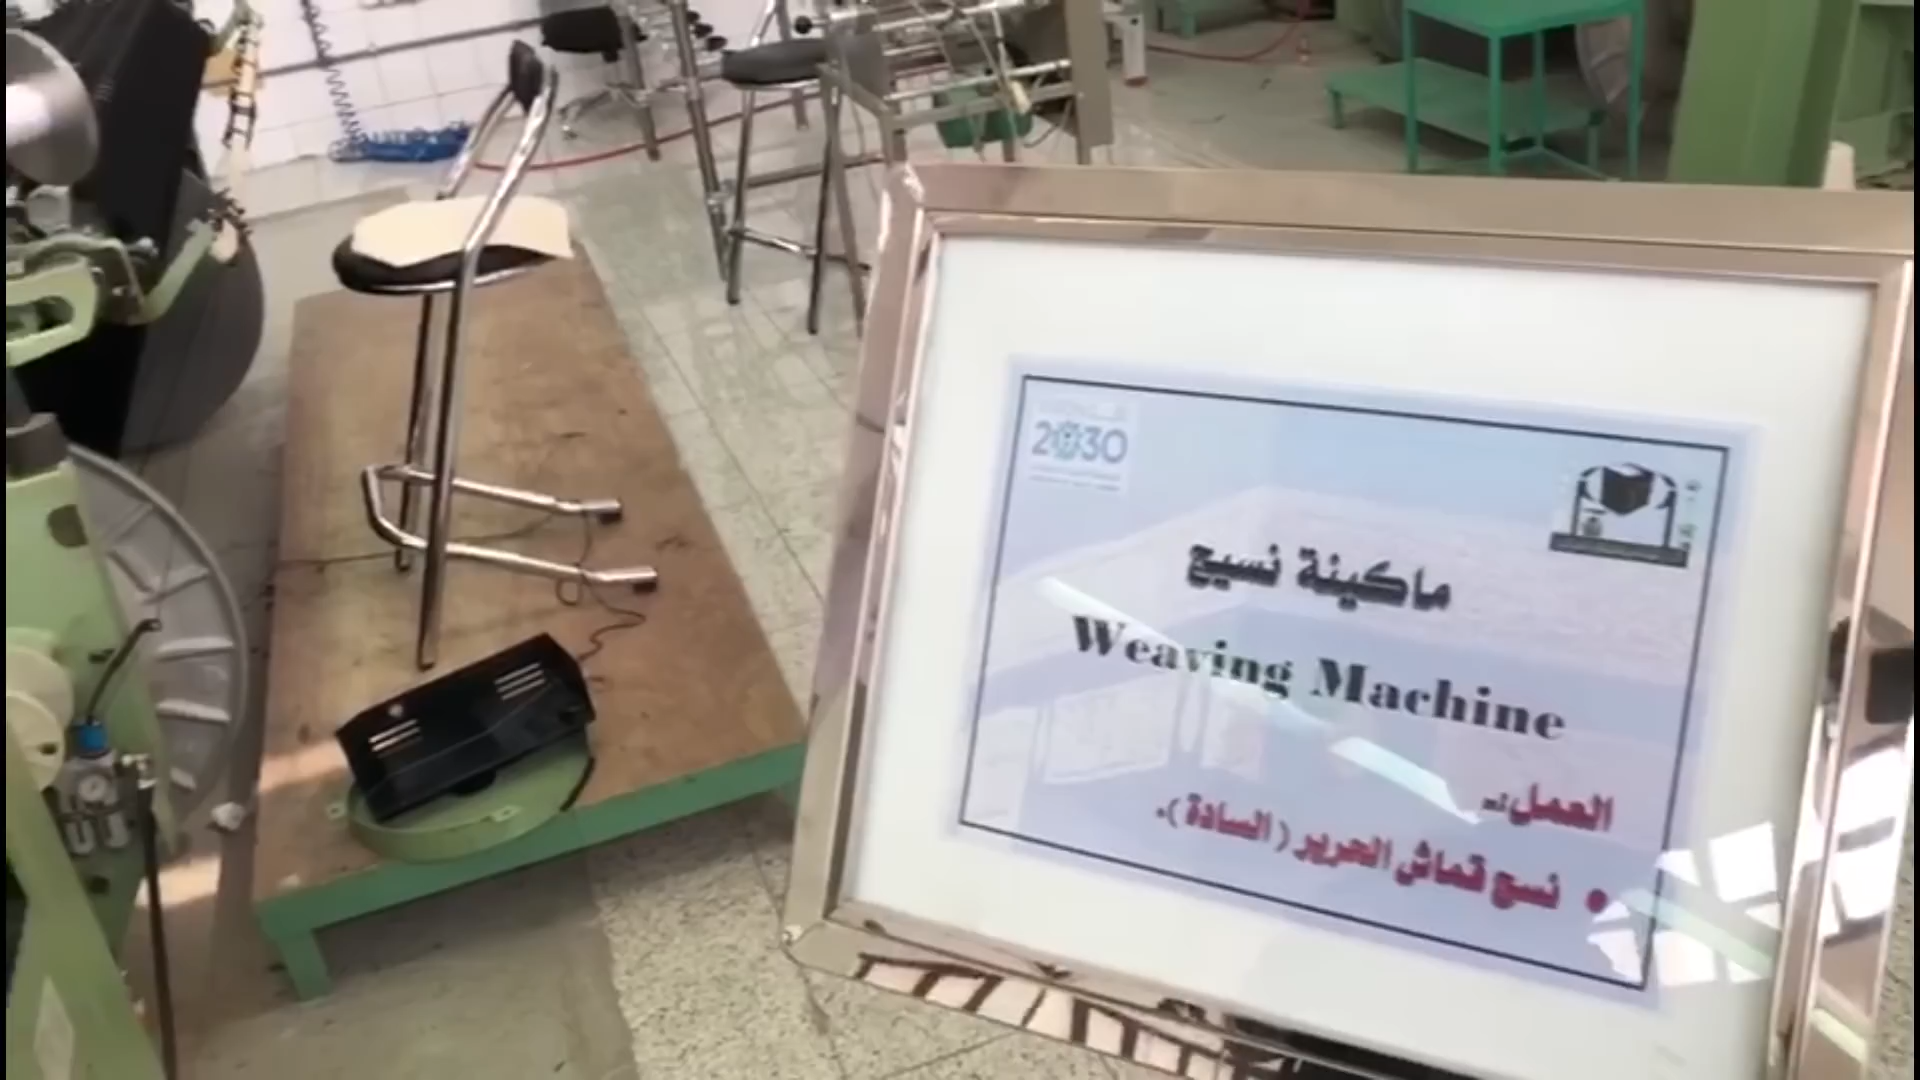 2030
ماكينة نسيج
Weaving Machine
العمل:ـ
• نسج قماش الحرير ( السادة ).